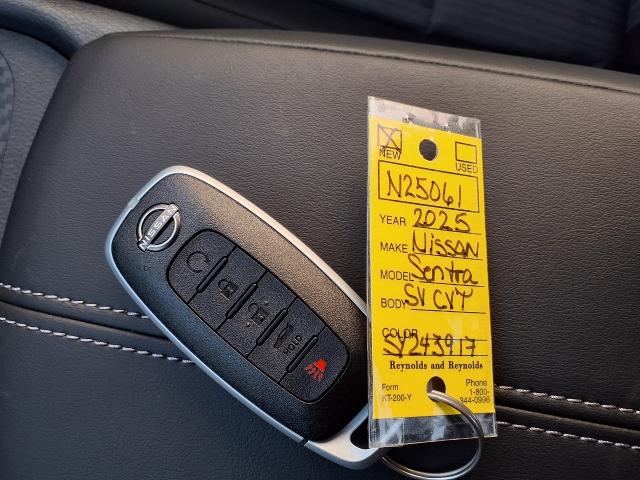 NISSAN
HOLD
NEW
USED
N25061
YEAR 2025
MAKE Nissan
MODEL Sentra
BODY SV CVT
COLOR
SY243917
Reynolds and Reynolds
Form
KT-200-Y
Phone
1-800-
344-0996